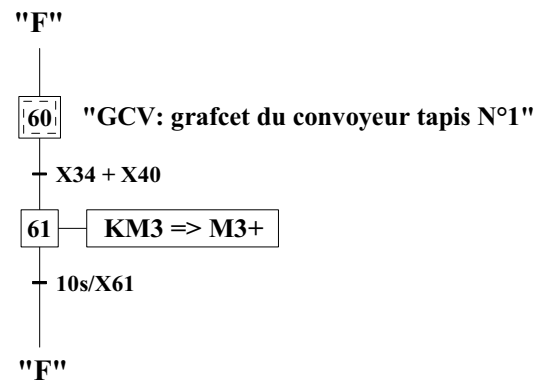 "F"
60 "GCV: grafcet du convoyeur tapis N°1"
X34 + X40
61 KM3 => M3+
10s/X61
"F"